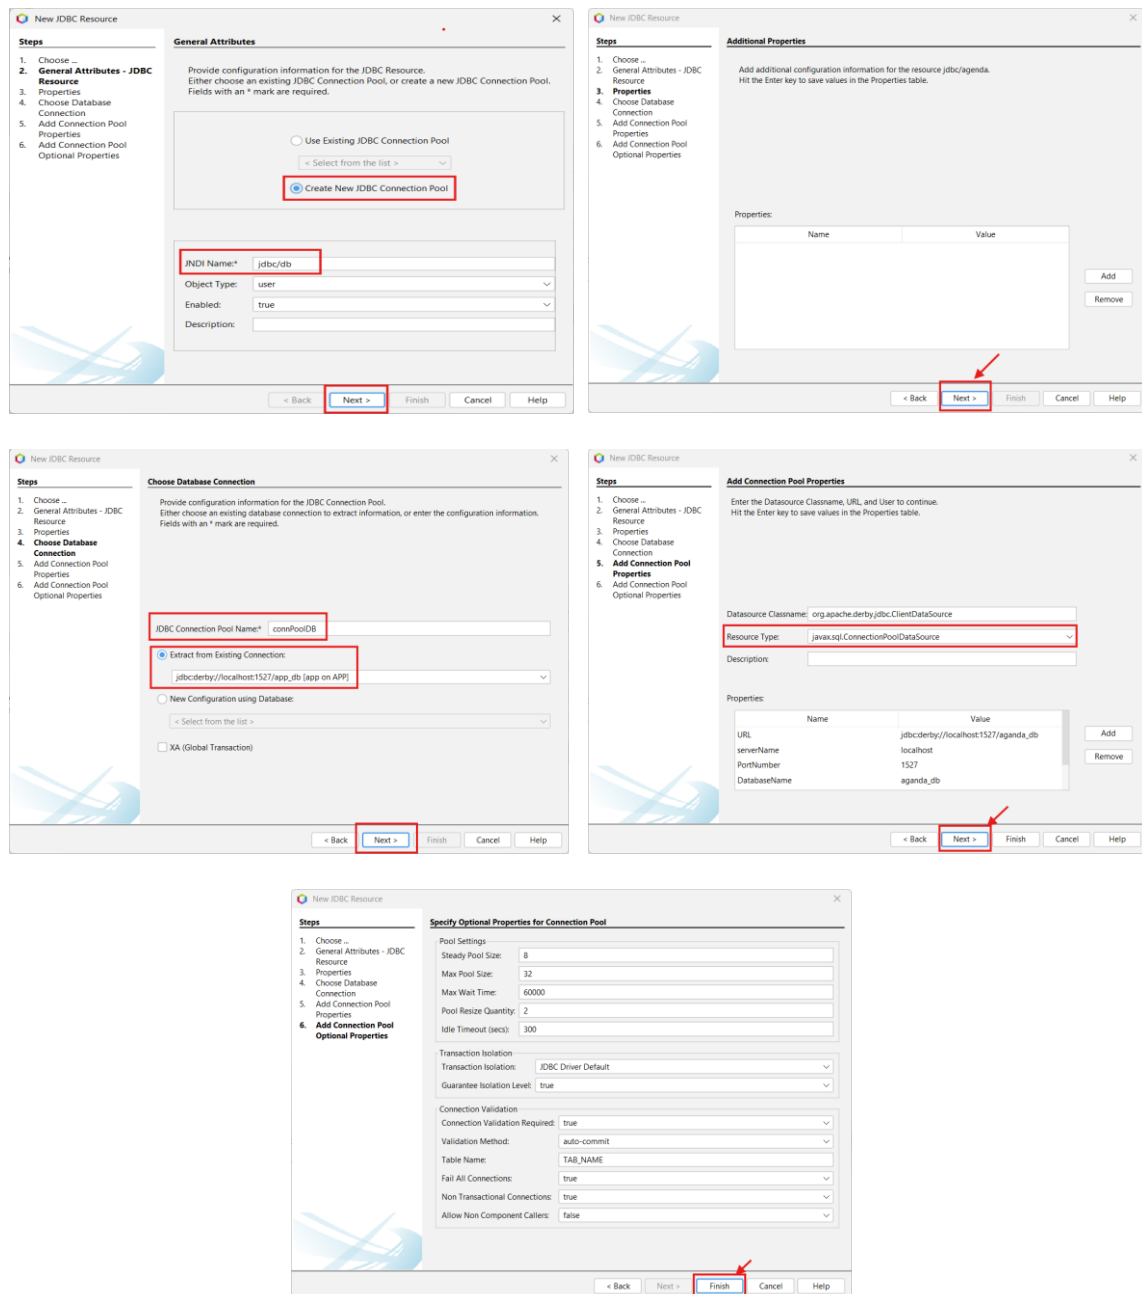 New JDBC Resource
Steps
1. Choose ...
2. General Attributes - JDBC
Resource
3. Properties
4. Choose Database
Connection
5. Add Connection Pool
Properties
6. Add Connection Pool
Optional Properties
General Attributes
Provide configuration information for the JDBC Resource.
Either choose an existing JDBC Connection Pool, or create a new JDBC Connection Pool.
Fields with an * mark are required.
Use Existing JDBC Connection Pool
< Select from the list >
Create New JDBC Connection Pool
JNDI Name:* jdbc/db
Object Type: user
Enabled: true
Description:
< Back Next > Finish Cancel Help
New JDBC Resource
Steps
1. Choose ...
2. General Attributes - JDBC
Resource
3. Properties
4. Choose Database
Connection
5. Add Connection Pool
Properties
6. Add Connection Pool
Optional Properties
Additional Properties
Add additional configuration information for the resource jdbc/agenda.
Hit the Enter key to save values in the Properties table.
Properties:
Name Value
Add
Remove
< Back Next > Finish Cancel Help
New JDBC Resource
Steps
1. Choose ...
2. General Attributes - JDBC
Resource
3. Properties
4. Choose Database
Connection
5. Add Connection Pool
Properties
6. Add Connection Pool
Optional Properties
Choose Database Connection
Provide configuration information for the JDBC Connection Pool.
Either choose an existing database connection to extract information, or enter the configuration information.
Fields with an * mark are required.
JDBC Connection Pool Name:* connPoolDB
Extract from Existing Connection:
jdbc:derby://localhost:1527/app_db [app on APP]
New Configuration using Database:
< Select from the list >
XA (Global Transaction)
< Back Next > Finish Cancel Help
New JDBC Resource
Steps
1. Choose ...
2. General Attributes - JDBC
Resource
3. Properties
4. Choose Database
Connection
5. Add Connection Pool
Properties
6. Add Connection Pool
Optional Properties
Add Connection Pool Properties
Enter the Datasource Classname, URL, and User to continue.
Hit the Enter key to save values in the Properties table.
Datasource Classname: org.apache.derby.jdbc.ClientDataSource
Resource Type: javax.sql.ConnectionPoolDataSource
Description:
Properties:
Name Value
URL jdbc:derby://localhost:1527/aganda_db
serverName localhost
PortNumber 1527
DatabaseName aganda_db
Add
Remove
< Back Next > Finish Cancel Help
New JDBC Resource
Steps
1. Choose ...
2. General Attributes - JDBC
Resource
3. Properties
4. Choose Database
Connection
5. Add Connection Pool
Properties
6. Add Connection Pool
Optional Properties
Specify Optional Properties for Connection Pool
Pool Settings
Steady Pool Size: 8
Max Pool Size: 32
Max Wait Time: 60000
Pool Resize Quantity: 2
Idle Timeout (secs): 300
Transaction Isolation
Transaction Isolation: JDBC Driver Default
Guarantee Isolation Level: true
Connection Validation
Connection Validation Required: true
Validation Method: auto-commit
Table Name: TAB_NAME
Fail All Connections: true
Non Transactional Connections: true
Allow Non Component Callers: false
< Back Next > Finish Cancel Help